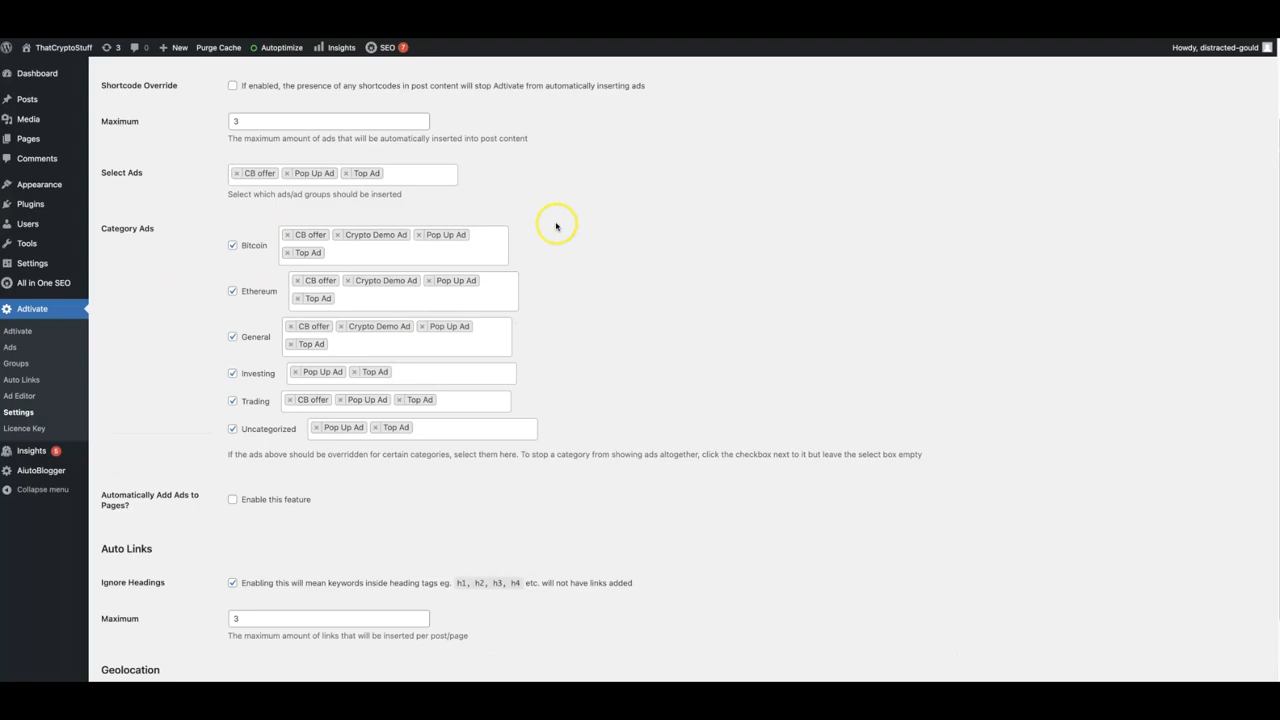 ThatCryptoStuff 3 0 New Purge Cache Autoptimize Insights SEO 7 Howdy, distracted-gould
Dashboard
Posts
Media
Pages
Comments
Appearance
Plugins
Users
Tools
Settings
All in One SEO
Adtivate
Adtivate
Ads
Groups
Auto Links
Ad Editor
Settings
Licence Key
Insights 5
AiutoBlogger
Collapse menu
Shortcode Override If enabled, the presence of any shortcodes in post content will stop Adtivate from automatically inserting ads
Maximum 3
The maximum amount of ads that will be automatically inserted into post content
Select Ads × CB offer × Pop Up Ad × Top Ad
Select which ads/ad groups should be inserted
Category Ads
Bitcoin × CB offer × Crypto Demo Ad × Pop Up Ad
× Top Ad
Ethereum × CB offer × Crypto Demo Ad × Pop Up Ad
× Top Ad
General × CB offer × Crypto Demo Ad × Pop Up Ad
× Top Ad
Investing × Pop Up Ad × Top Ad
Trading × CB offer × Pop Up Ad × Top Ad
Uncategorized × Pop Up Ad × Top Ad
If the ads above should be overridden for certain categories, select them here. To stop a category from showing ads altogether, click the checkbox next to it but leave the select box empty
Automatically Add Ads to
Pages?
Enable this feature
Auto Links
Ignore Headings Enabling this will mean keywords inside heading tags eg. h1, h2, h3, h4 etc. will not have links added
Maximum 3
The maximum amount of links that will be inserted per post/page
Geolocation